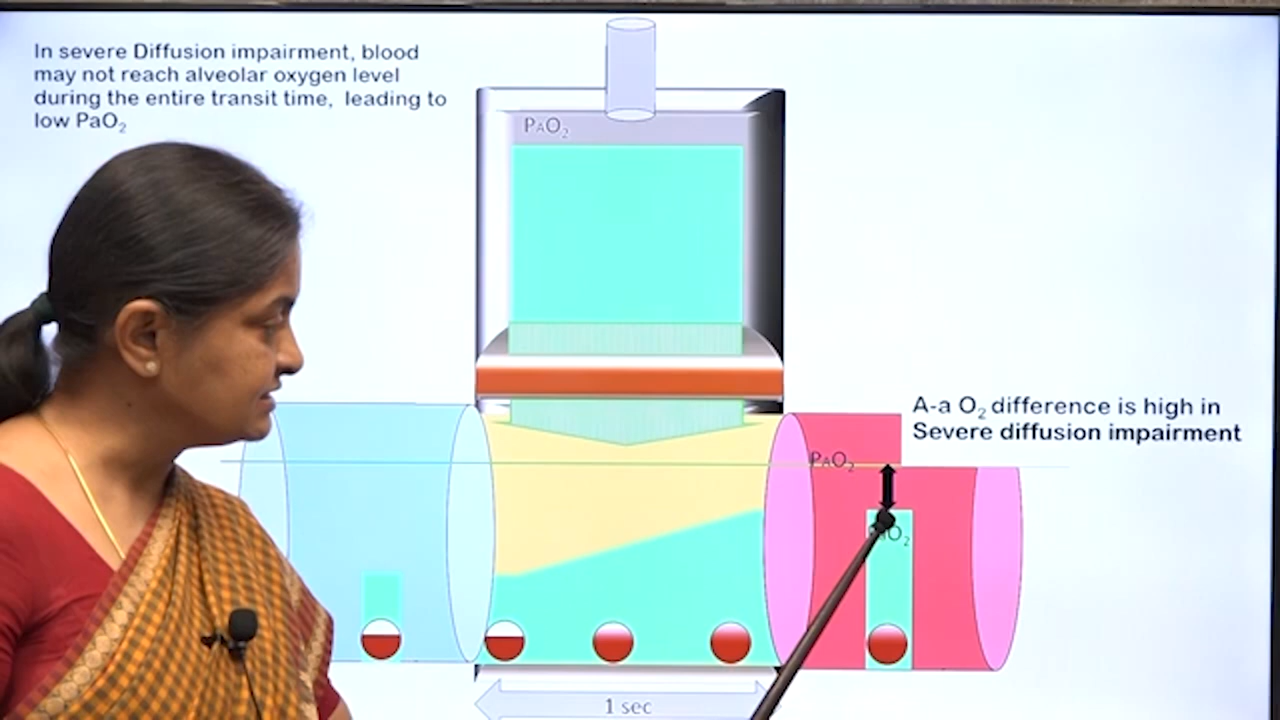 In severe Diffusion impairment, blood
may not reach alveolar oxygen level
during the entire transit time, leading to
low PaO₂
PAO₂
A-a O₂ difference is high in
Severe diffusion impairment
PAO₂
1 sec